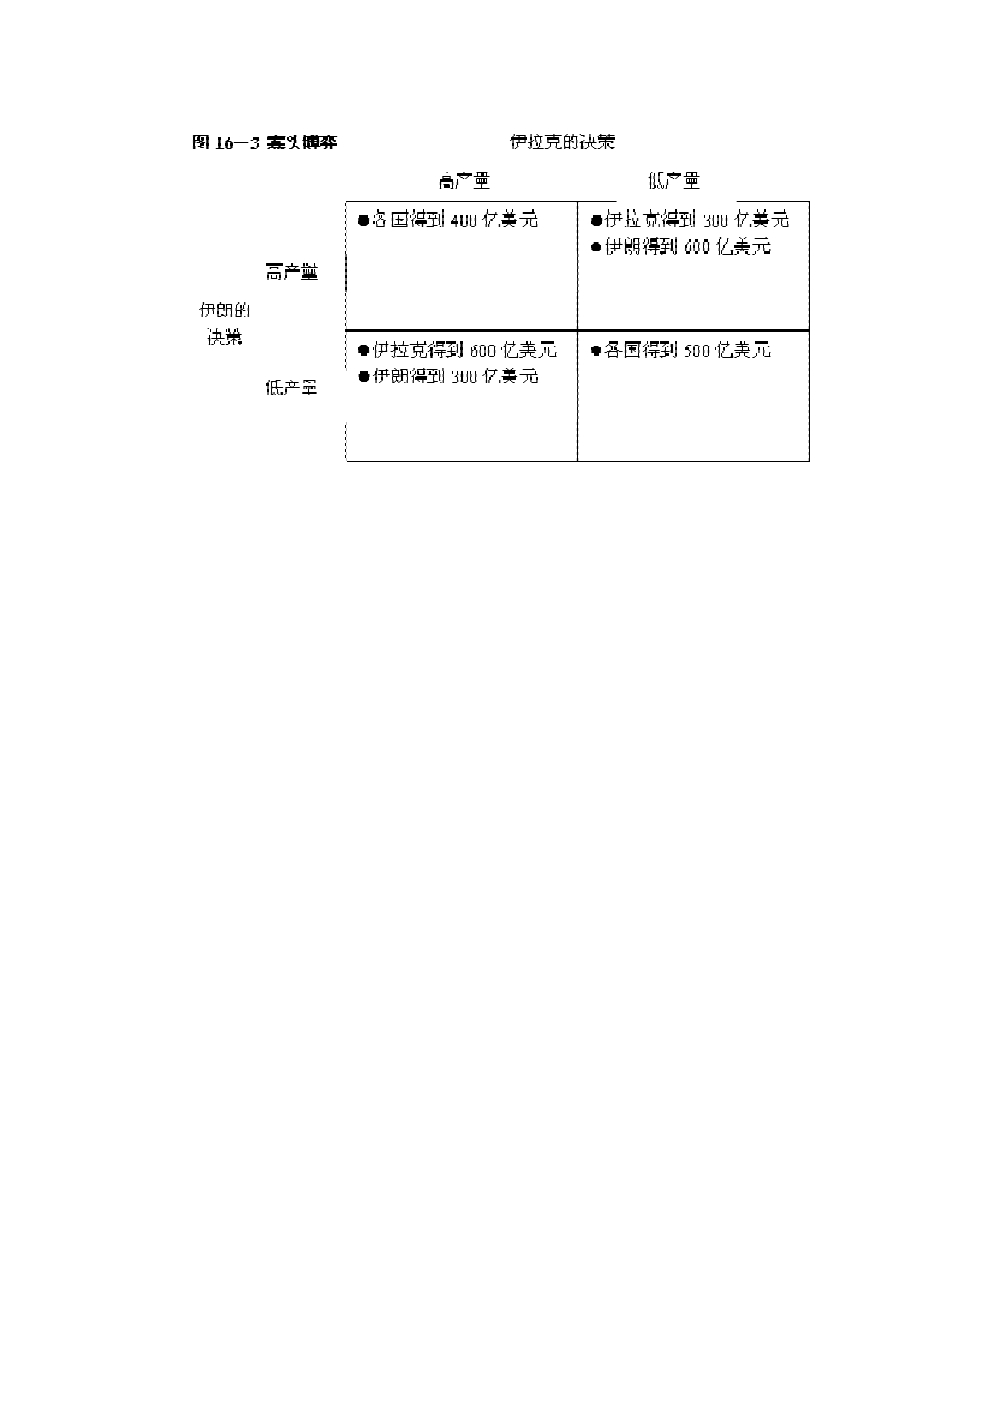 图 16—3 寡头博弈
伊拉克的决策
高产量
低产量
●各国得到 400 亿美元
●伊拉克得到 300 亿美元
●伊朗得到 600 亿美元
高产量
伊朗的
决策
●伊拉克得到 600 亿美元
●伊朗得到 300 亿美元
●各国得到 500 亿美元
低产量